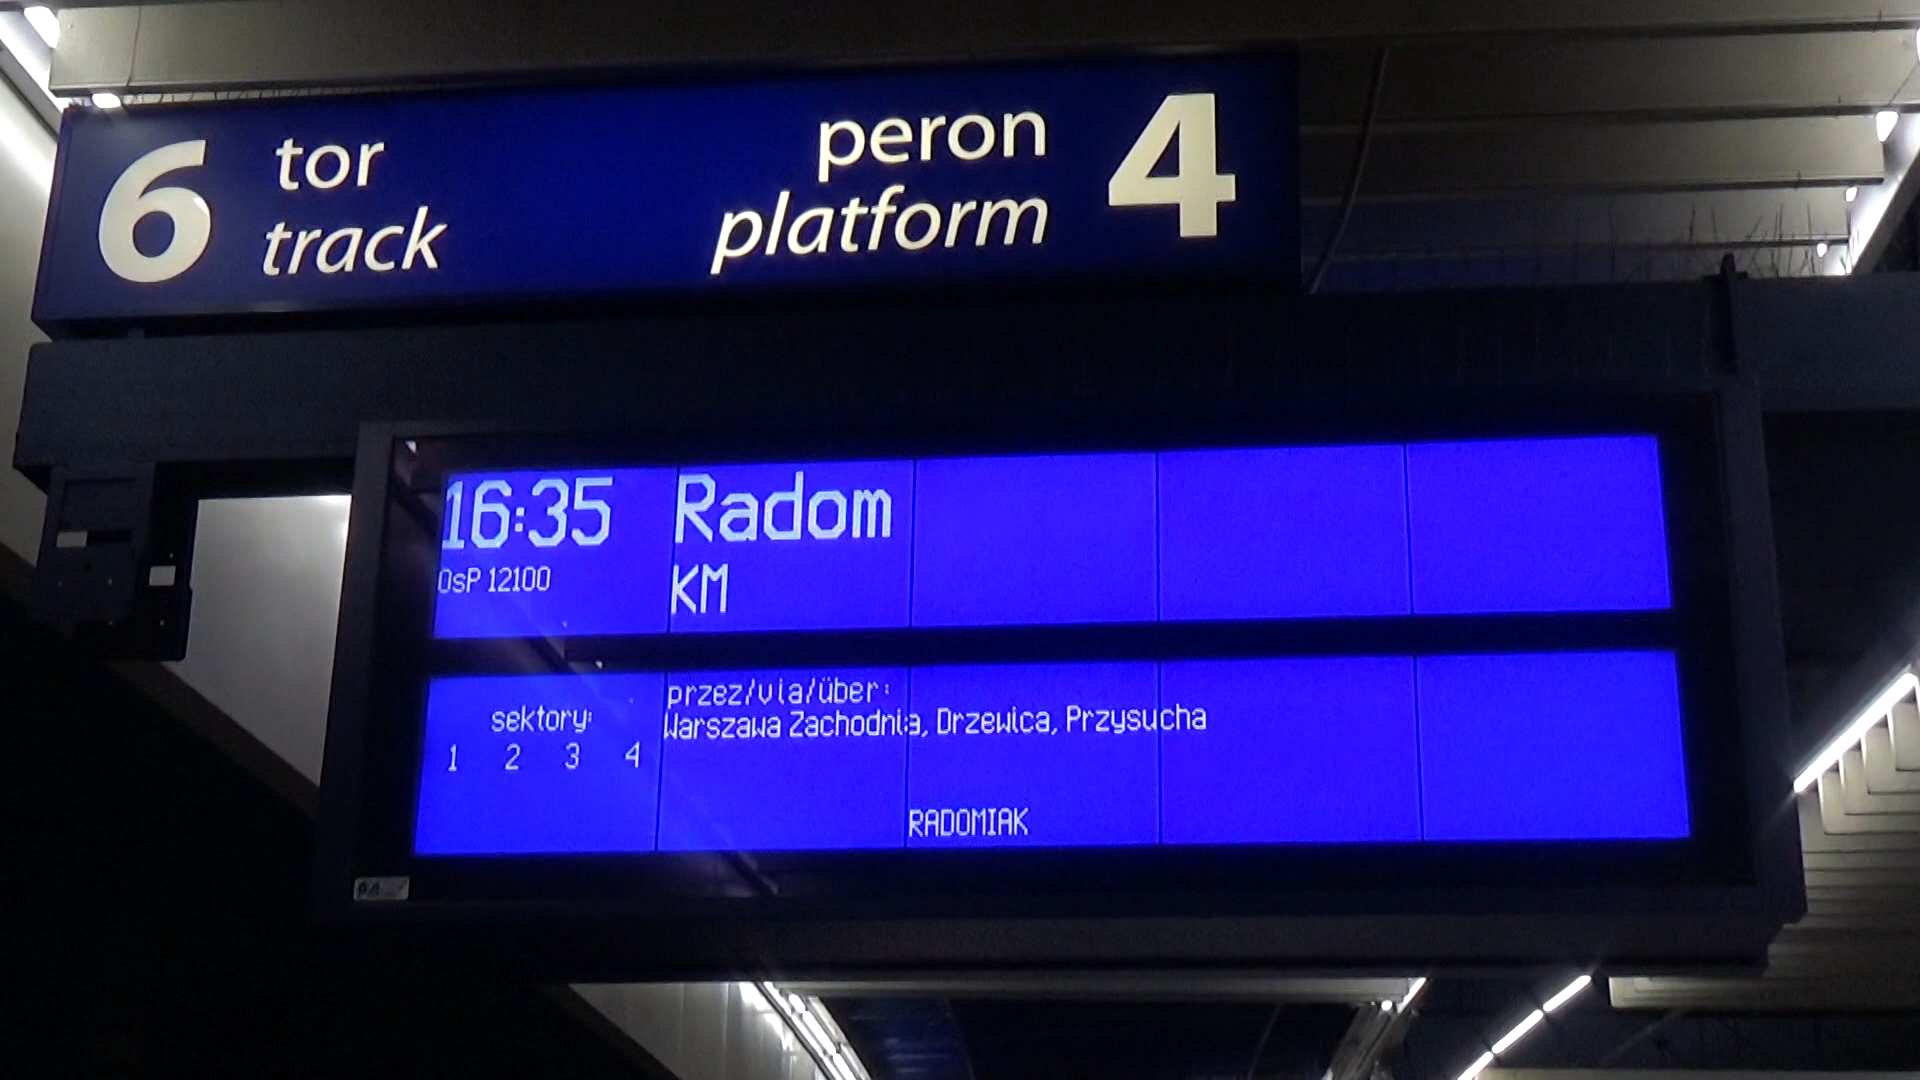 6 tor peron 4
track platform
16:35 Radom
OsP 12100 KM
przez/via/über:
sektory: Warszawa Zachodnia, Drzewica, Przysucha
1 2 3 4
RADOMIAK